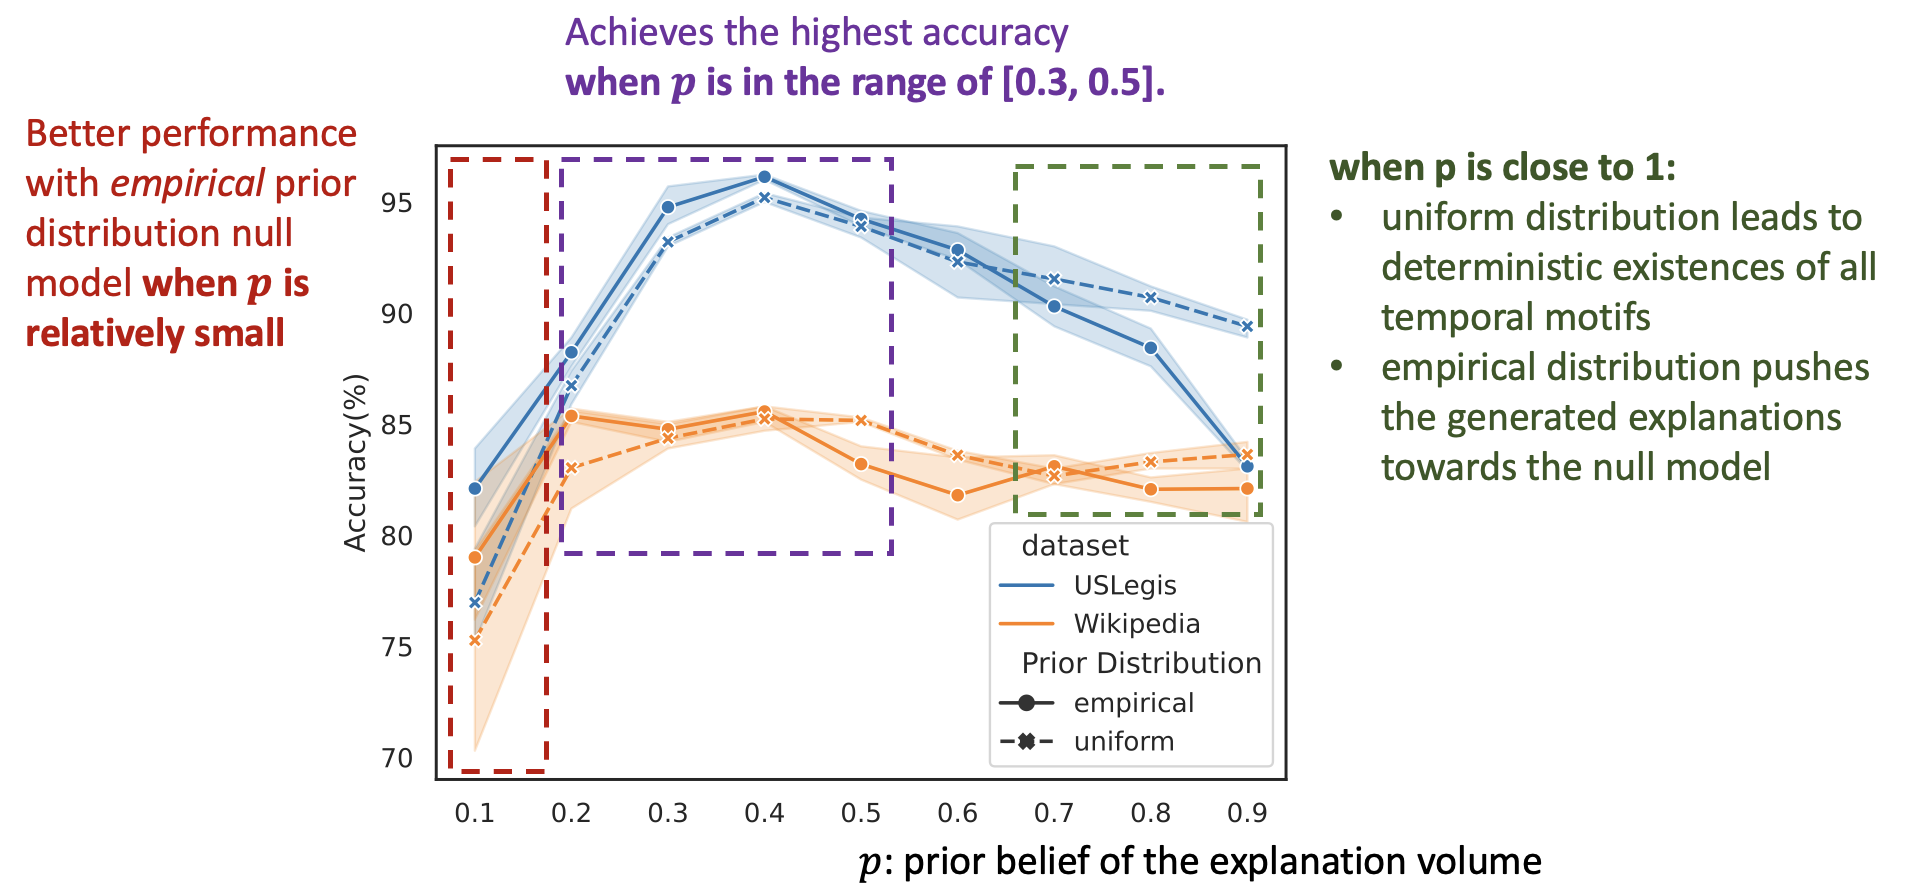 Achieves the highest accuracy
when p is in the range of [0.3, 0.5].
Better performance
with empirical prior
distribution null
model when p is
relatively small
when p is close to 1:
• uniform distribution leads to
deterministic existences of all
temporal motifs
• empirical distribution pushes
the generated explanations
towards the null model
Accuracy(%)
95
90
85
80
75
70
dataset
USLegis
Wikipedia
Prior Distribution
empirical
uniform
0.1 0.2 0.3 0.4 0.5 0.6 0.7 0.8 0.9
p: prior belief of the explanation volume